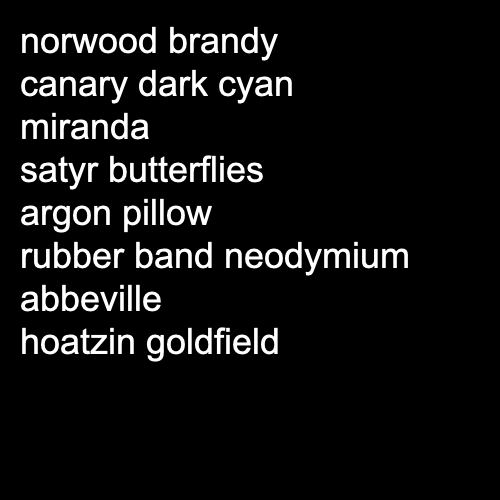 norwood brandy
canary dark cyan
miranda
satyr butterflies
argon pillow
rubber band neodymium
abbeville
hoatzin goldfield